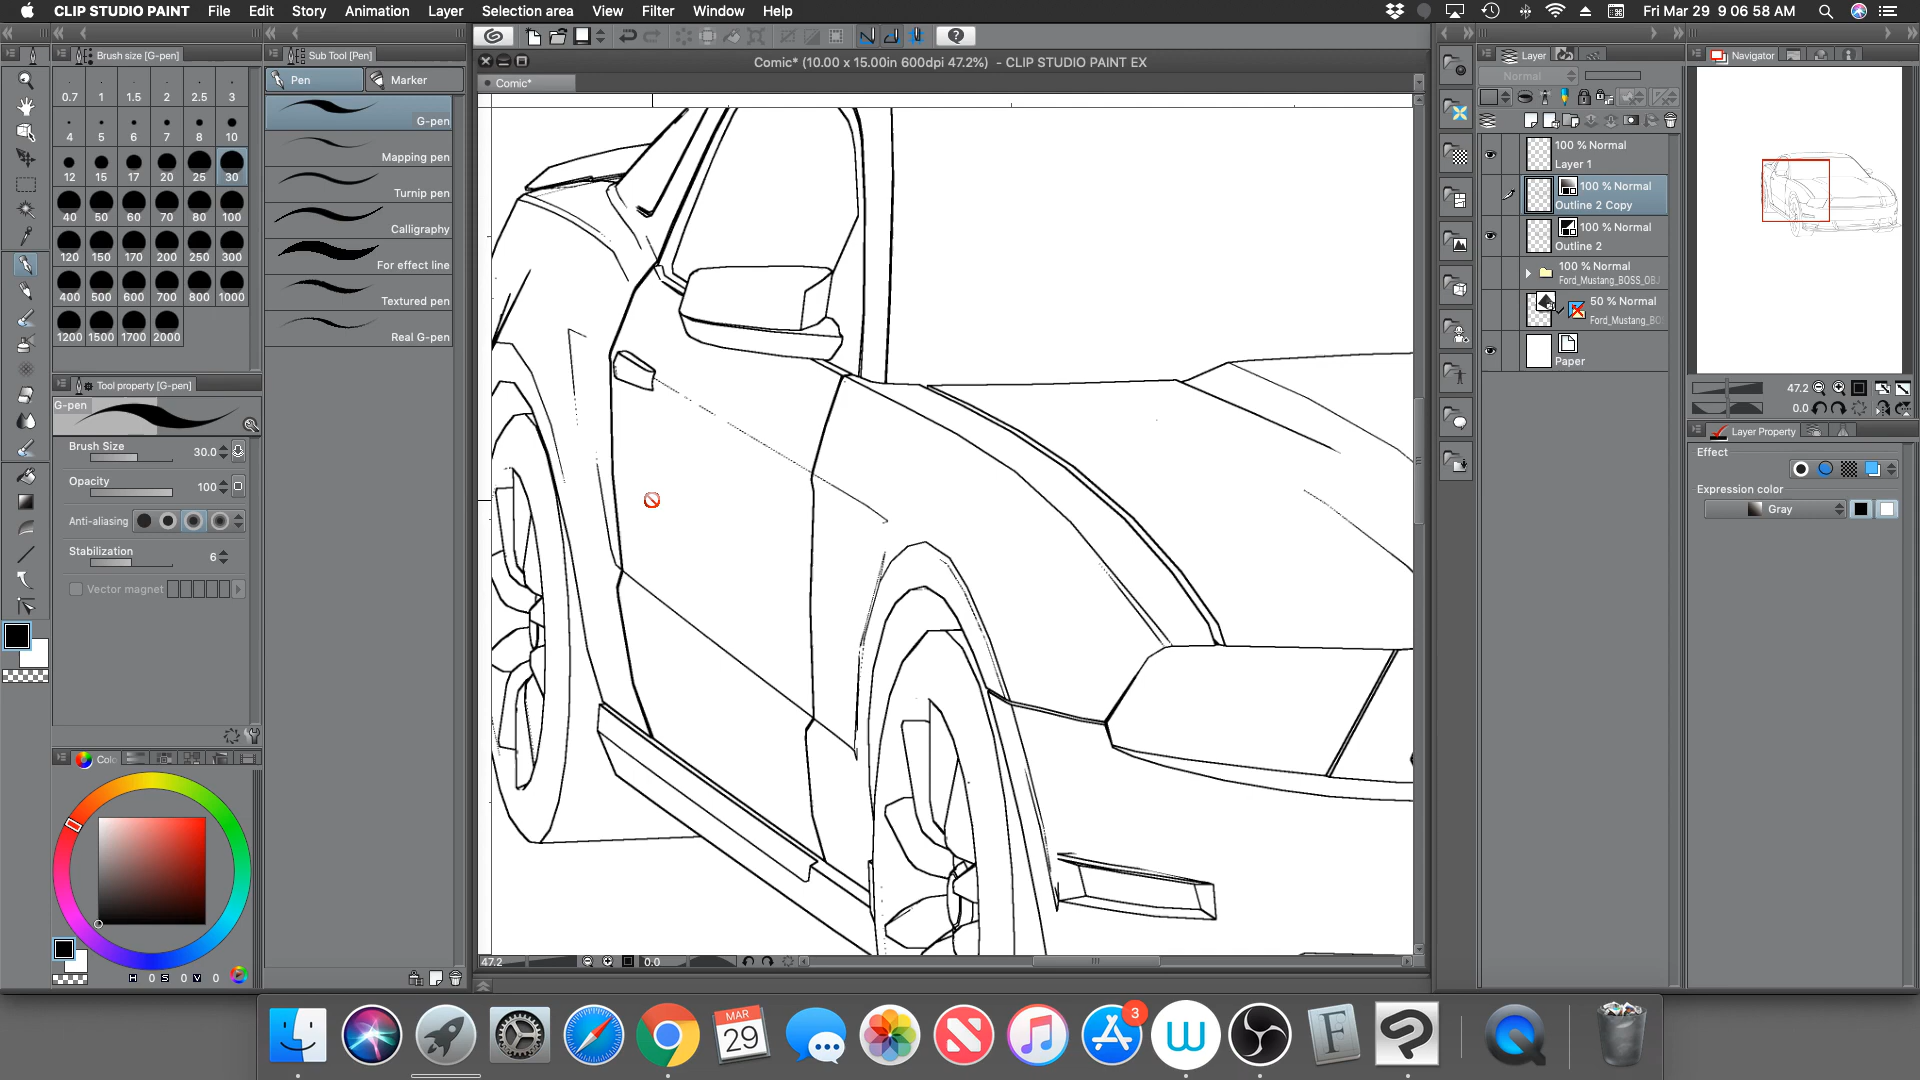 CLIP STUDIO PAINT File Edit Story Animation Layer Selection area View Filter Window Help Fri Mar 29 9 06 58 AM
Brush size [G-pen]
Sub Tool [Pen]
Layer
Navigator
Comic* (10.00 x 15.00in 600dpi 47.2%) - CLIP STUDIO PAINT EX
Comic*
Pen Marker
Normal
0.7 1 1.5 2 2.5 3
4 5 6 7 8 10
12 15 17 20 25 30
40 50 60 70 80 100
120 150 170 200 250 300
400 500 600 700 800 1000
1200 1500 1700 2000
G-pen
Mapping pen
Turnip pen
Calligraphy
For effect line
Textured pen
Real G-pen
Tool property [G-pen]
G-pen
Brush Size 30.0
Opacity 100
Anti-aliasing
Stabilization 6
Vector magnet
Colo
H 0 S 0 V 0
47.2 0.0
100 % Normal
Layer 1
100 % Normal
Outline 2 Copy
100 % Normal
Outline 2
100 % Normal
Ford_Mustang_BOSS_OBJ
50 % Normal
Ford_Mustang_BOS
Paper
47.2
0.0
Layer Property
Effect
Expression color
Gray
MAR
29
3